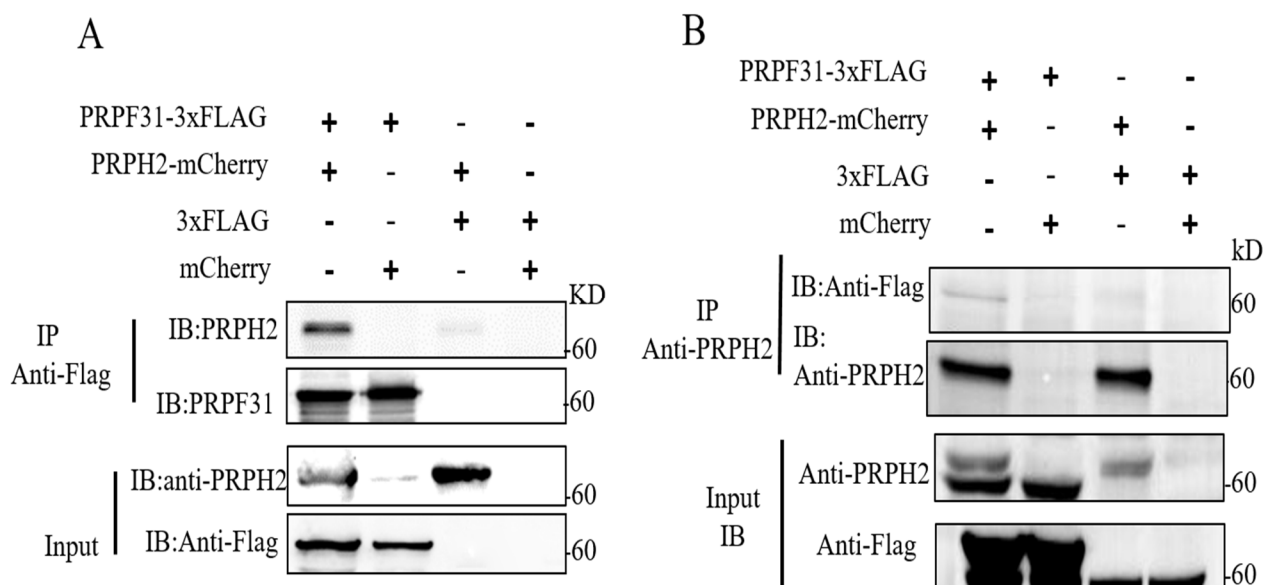 A
PRPF31-3xFLAG + + - -
PRPH2-mCherry + - + -
3xFLAG - - + +
mCherry - + - +
KD
IP
Anti-Flag
IB:PRPH2
-60
IB:PRPF31
-60
Input
IB:anti-PRPH2
-60
IB:Anti-Flag
-60
B
PRPF31-3xFLAG + + - -
PRPH2-mCherry + - + -
3xFLAG - - + +
mCherry - + - +
kD
IP
Anti-PRPH2
IB:Anti-Flag
60
IB:
Anti-PRPH2
-60
Input
IB
Anti-PRPH2
-60
Anti-Flag
-60